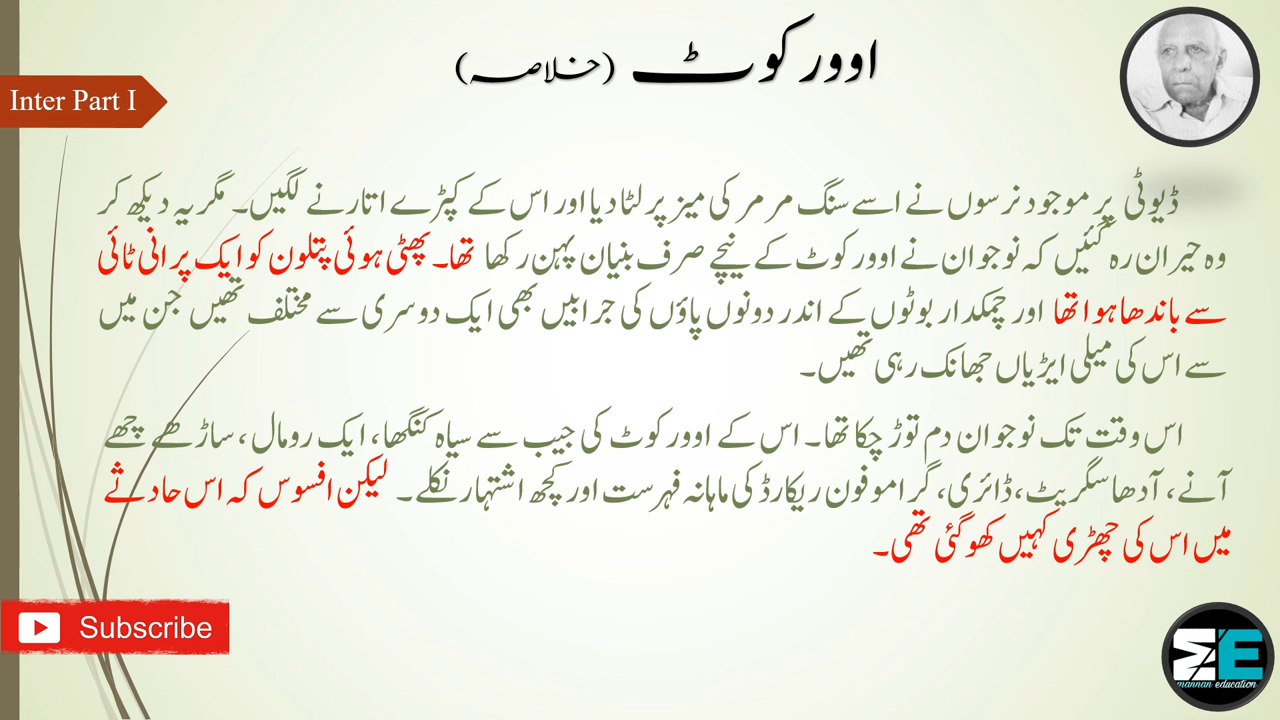 اوور کوٹ (خلاصہ)
Inter Part I
ڈیوٹی پر موجود نرسوں نے اسے سنگ مرمر کی میز پر لٹا دیا اور اس کے کپڑے اتارنے لگیں۔ مگر یہ دیکھ کر
وہ حیران رہ گئیں کہ نوجوان نے اوور کوٹ کے نیچے صرف بنیان پہن رکھا تھا۔ پھٹی ہوئی پتلون کو ایک پرانی ٹائی
سے باندھا ہوا تھا اور چمکدار بوٹوں کے اندر دونوں پاؤں کی جرابیں بھی ایک دوسری سے مختلف تھیں جن میں
سے اس کی میلی ایڑیاں جھانک رہی تھیں۔
اس وقت تک نوجوان دم توڑ چکا تھا۔ اس کے اوور کوٹ کی جیب سے سیاہ کنگھا، ایک رومال، ساڑھے چھے
آنے، آدھا سگریٹ، ڈائری، گراموفون ریکارڈ کی ماہانہ فہرست اور کچھ اشتہار نکلے۔ لیکن افسوس کہ اس حادثے
میں اس کی چھڑی کہیں کھو گئی تھی۔
Subscribe
mannan education